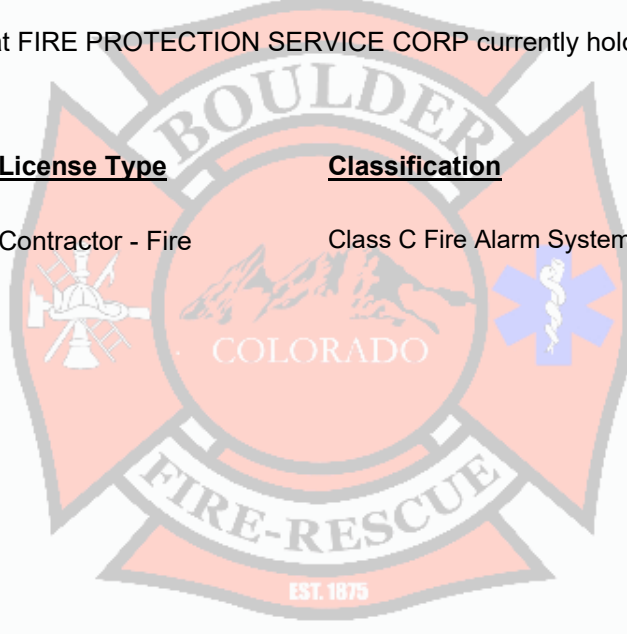 at FIRE PROTECTION SERVICE CORP currently hol
License Type Classification
Contractor - Fire Class C Fire Alarm System
BOULDER
COLORADO
FIRE-RESCUE
EST. 1875